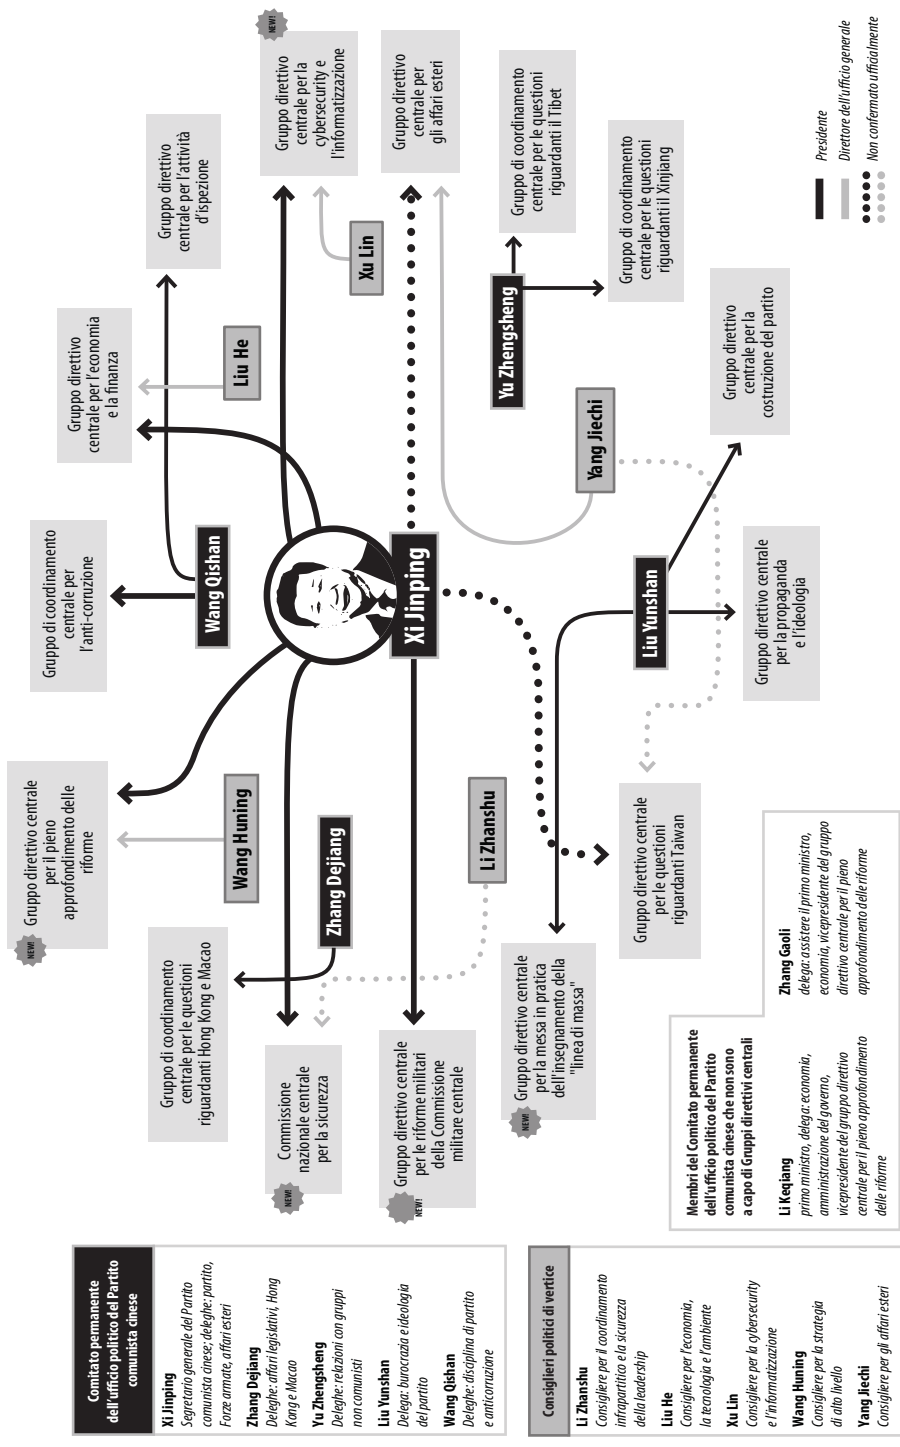 Comitato permanente
dell'ufficio politico del Partito
comunista cinese
Xi Jinping
Segretario generale del Partito
comunista cinese; deleghe: partito,
Forze armate, affari esteri
Zhang Dejiang
Deleghe: affari legislativi, Hong
Kong e Macao
Yu Zhengsheng
Deleghe: relazioni con gruppi
non comunisti
Liu Yunshan
Delega: burocrazia e ideologia
del partito
Wang Qishan
Deleghe: disciplina di partito
e anticorruzione
Consiglieri politici di vertice
Li Zhanshu
Consigliere per il coordinamento
infrapartitico e la sicurezza
della leadership
Liu He
Consigliere per l'economia,
la tecnologia e l'ambiente
Xu Lin
Consigliere per la cybersecurity
e l'informatizzazione
Wang Huning
Consigliere per la strategia
di alto livello
Yang Jiechi
Consigliere per gli affari esteri
NEW!
Gruppo direttivo centrale
per il pieno
approfondimento delle
riforme
Gruppo di coordinamento
centrale per
l'anti-corruzione
Gruppo direttivo
centrale per l'economia
e la finanza
Gruppo direttivo
centrale per l'attività
d'ispezione
NEW!
Gruppo direttivo
centrale per la
cybersecurity e
l'informatizzazione
Gruppo direttivo
centrale per
gli affari esteri
Gruppo di coordinamento
centrale per le questioni
riguardanti Hong Kong e Macao
Wang Huning
Wang Qishan
Liu He
Xu Lin
NEW!
Commissione
nazionale centrale
per la sicurezza
Zhang Dejiang
Xi Jinping
NEW!
Gruppo direttivo centrale
per le riforme militari
della Commissione
militare centrale
Li Zhanshu
Yu Zhengsheng
Gruppo di coordinamento
centrale per le questioni
riguardanti il Tibet
Gruppo di coordinamento
centrale per le questioni
riguardanti il Xinjiang
NEW!
Gruppo direttivo centrale
per la messa in pratica
dell'insegnamento della
"linea di massa"
Yang Jiechi
Liu Yunshan
Gruppo direttivo centrale
per le questioni
riguardanti Taiwan
Gruppo direttivo centrale
per la propaganda
e l'ideologia
Gruppo direttivo
centrale per la
costruzione del partito
Membri del Comitato permanente
dell'ufficio politico del Partito
comunista cinese che non sono
a capo di Gruppi direttivi centrali
Li Keqiang
primo ministro, delega: economia,
amministrazione del governo,
vicepresidente del gruppo direttivo
centrale per il pieno approfondimento
delle riforme
Zhang Gaoli
delega: assistere il primo ministro,
economia, vicepresidente del gruppo
direttivo centrale per il pieno
approfondimento delle riforme
Presidente
Direttore dell'ufficio generale
Non confermato ufficialmente